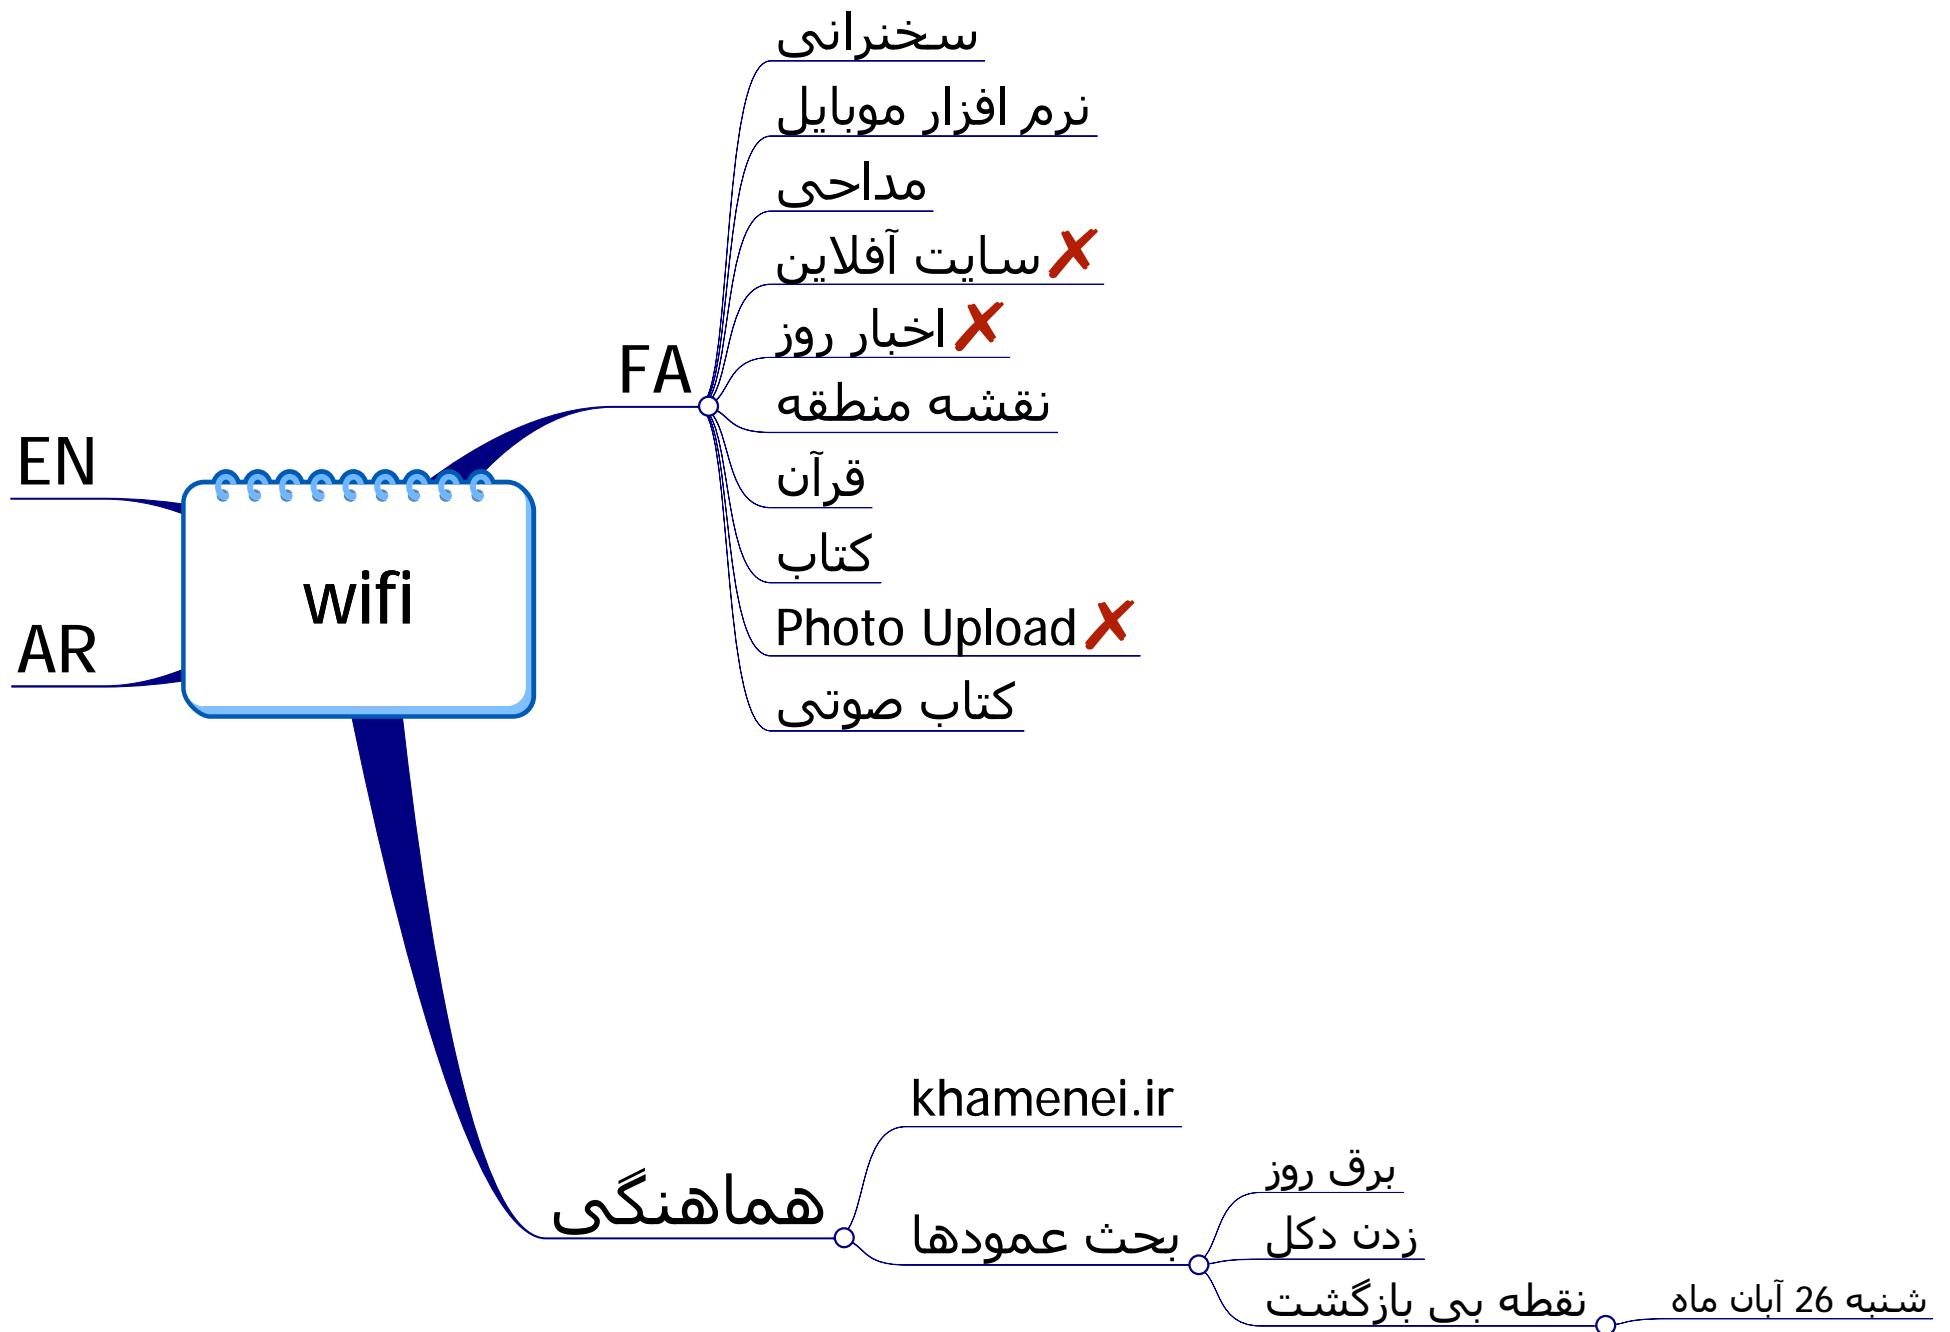 سخنرانی
نرم افزار موبایل
مداحی
سایت آفلاین
اخبار روز
FA
نقشه منطقه
قرآن
کتاب
Photo Upload
کتاب صوتی
EN
wifi
AR
khamenei.ir
هماهنگی
بحث عمودها
برق روز
زدن دکل
نقطه بی بازگشت
شنبه 26 آبان ماه